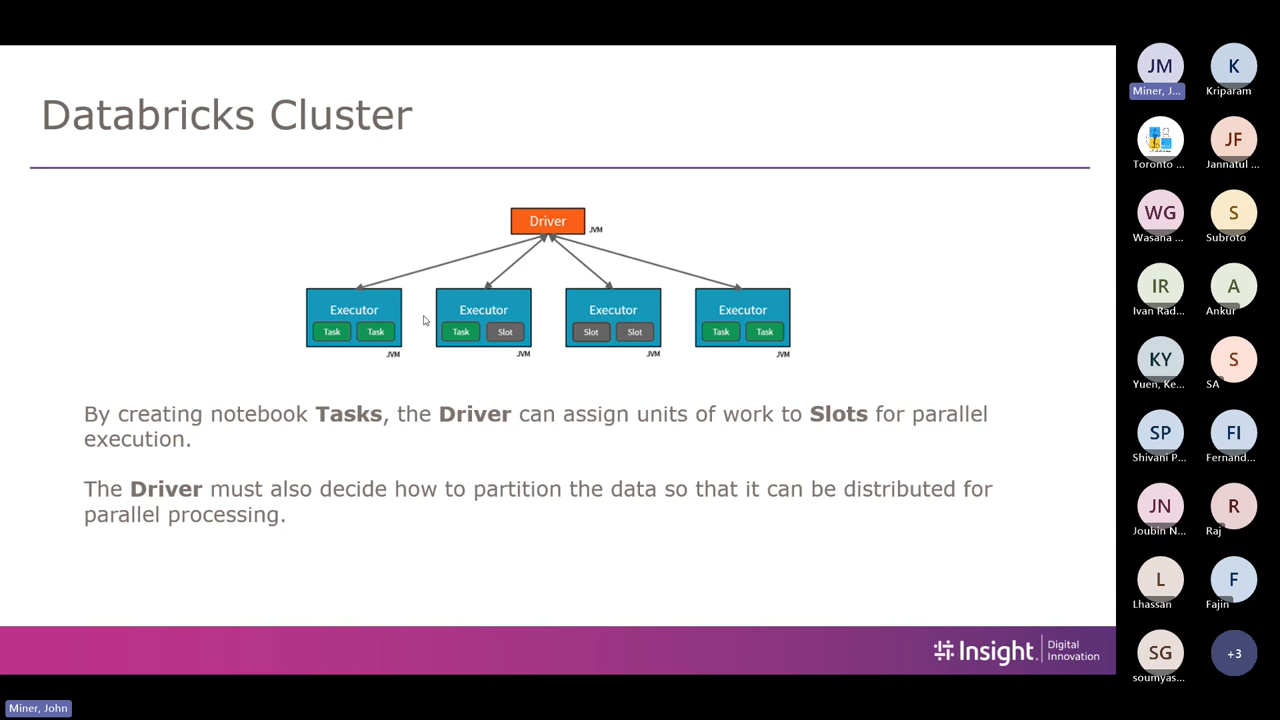 Databricks Cluster
Driver
JVM
Executor
Task Task
JVM
Executor
Task Slot
JVM
Executor
Slot Slot
JVM
Executor
Task Task
JVM
By creating notebook Tasks, the Driver can assign units of work to Slots for parallel
execution.
The Driver must also decide how to partition the data so that it can be distributed for
parallel processing.
Insight.
Digital
Innovation
JM
Miner, J...
K
Kriparam
Toronto ...
JF
Jannatul ...
WG
Wasana ...
S
Subroto
IR
Ivan Rad...
A
Ankur
KY
Yuen, Ke...
S
SA
SP
Shivani P...
FI
Fernand...
JN
Joubin N...
R
Raj
L
Lhassan
F
Fajin
SG
soumyas...
+3
Miner, John